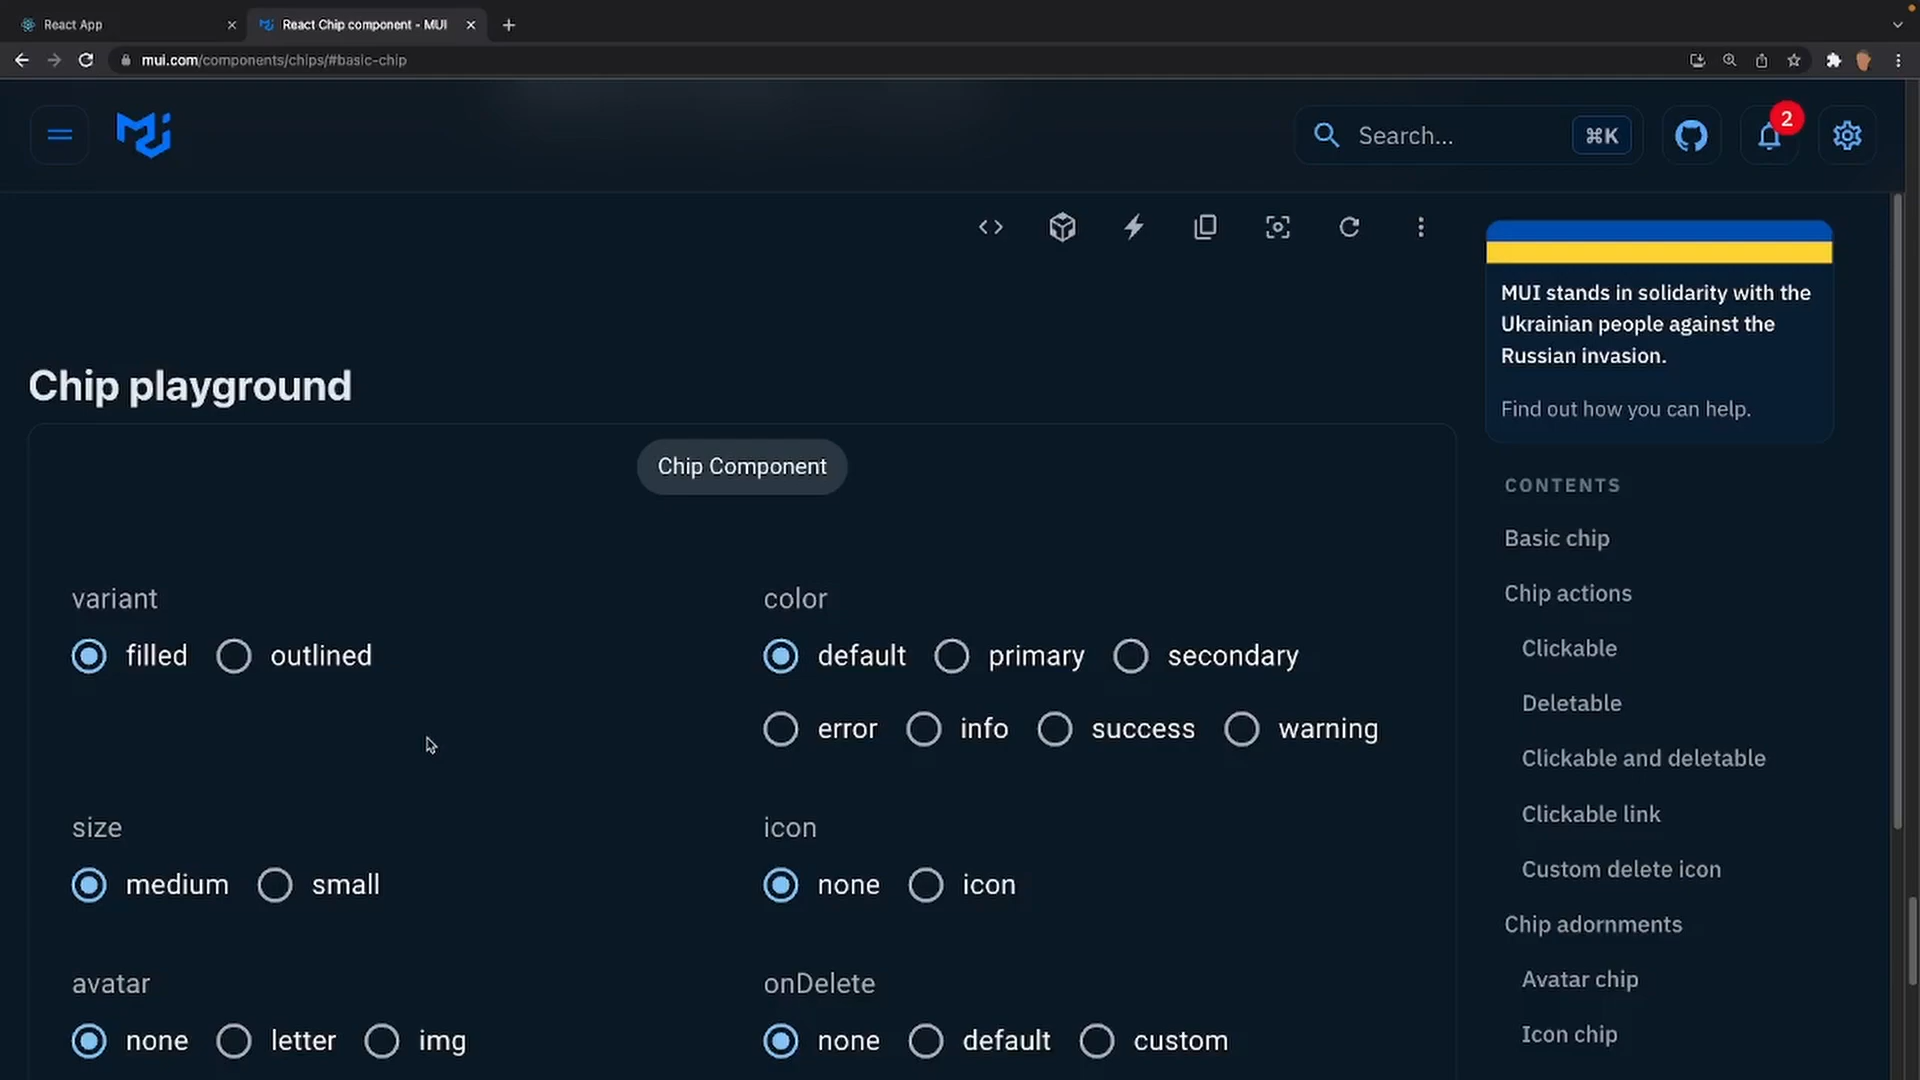 React App
React Chip component - MUI
mui.com/components/chips/#basic-chip
Search...
⌘K
2
MUI stands in solidarity with the
Ukrainian people against the
Russian invasion.
Find out how you can help.
Chip playground
Chip Component
variant
filled
outlined
color
default
primary
secondary
error
info
success
warning
size
medium
small
icon
none
icon
avatar
none
letter
img
onDelete
none
default
custom
CONTENTS
Basic chip
Chip actions
Clickable
Deletable
Clickable and deletable
Clickable link
Custom delete icon
Chip adornments
Avatar chip
Icon chip